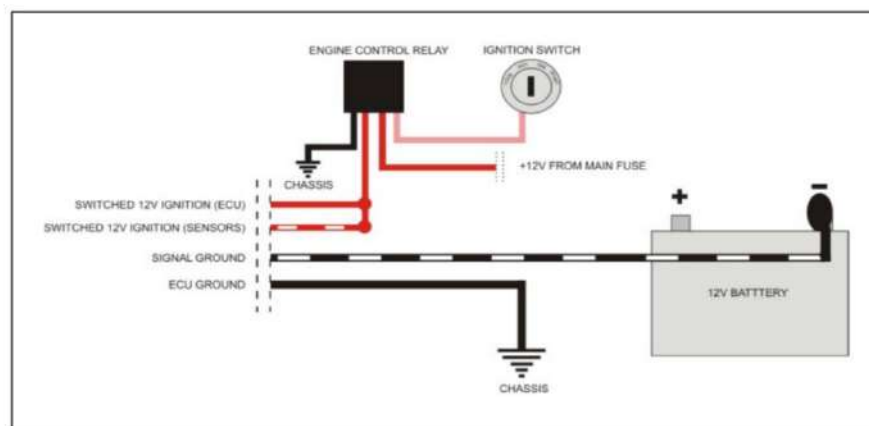 ENGINE CONTROL RELAY
IGNITION SWITCH
+12V FROM MAIN FUSE
CHASSIS
SWITCHED 12V IGNITION (ECU)
SWITCHED 12V IGNITION (SENSORS)
SIGNAL GROUND
ECU GROUND
+
-
12V BATTTERY
CHASSIS